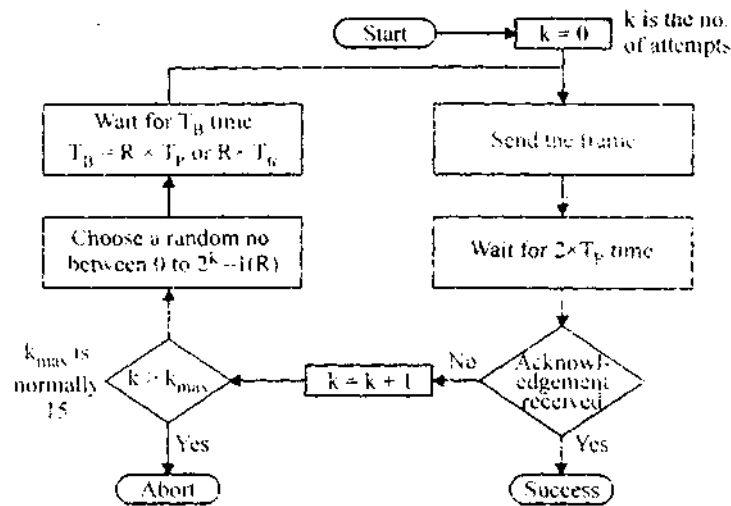 Start
k = 0
k is the no.
of attempts
Wait for T_B time
T_B = R × T_P or R × T_fr
Send the frame
Choose a random no
between 0 to 2^k – 1(R)
Wait for 2×T_P time
k_max is
normally
15
k > k_max
k = k + 1
No
Acknowl-
edgement
received
Yes
Yes
Abort
Success